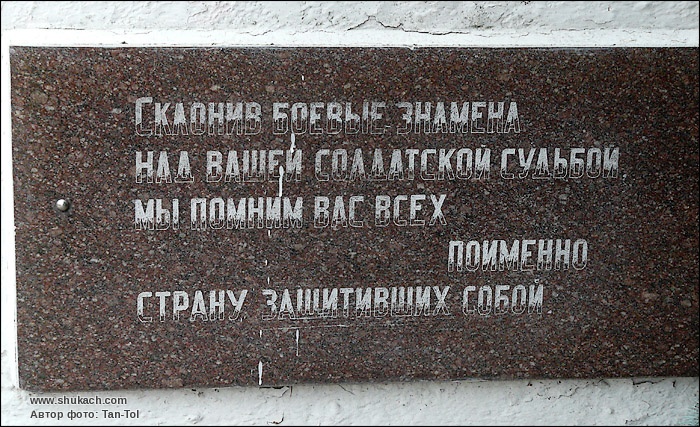 Склонив боевые знамена
над вашей солдатской судьбой,
мы помним вас всех
поименно
страну защитивших собой
www.shukach.com
Автор фото: Tan-Tol